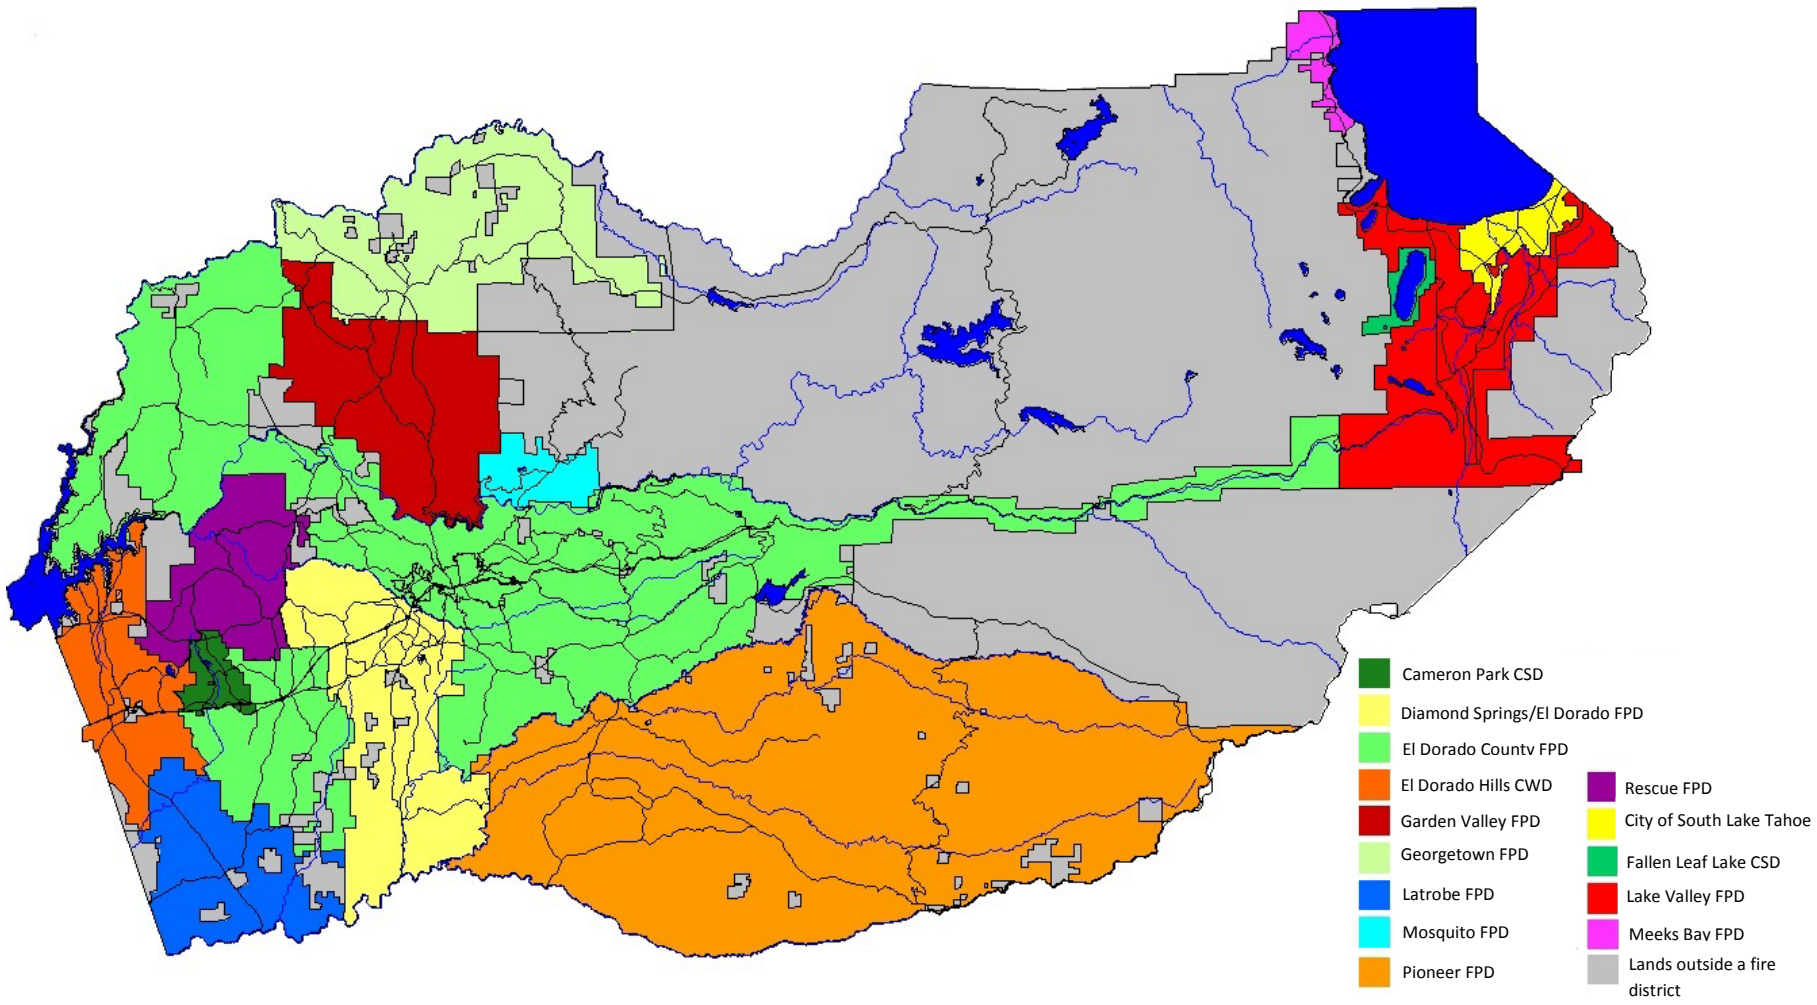 Cameron Park CSD
Diamond Springs/El Dorado FPD
El Dorado County FPD
El Dorado Hills CWD
Garden Valley FPD
Georgetown FPD
Latrobe FPD
Mosquito FPD
Pioneer FPD
Rescue FPD
City of South Lake Tahoe
Fallen Leaf Lake CSD
Lake Valley FPD
Meeks Bay FPD
Lands outside a fire
district